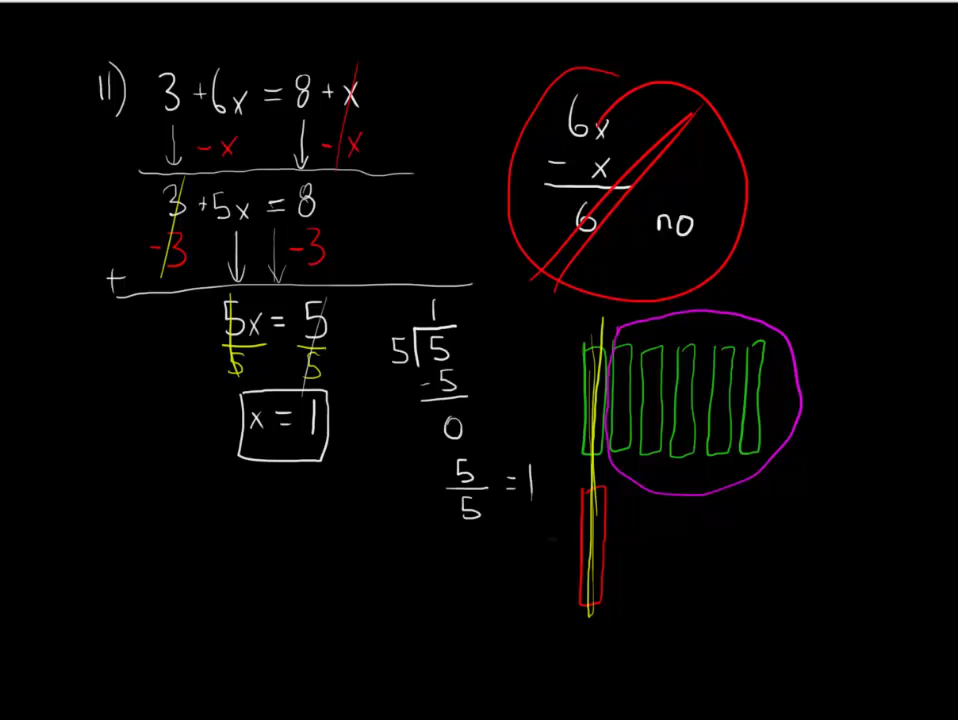 11) 3 + 6x = 8 + x
- x - x
3 + 5x = 8
- 3 - 3
+
5x = 5
5 5
x = 1
1
5 5
- 5
0
5
5 = 1
6x
- x
6 no